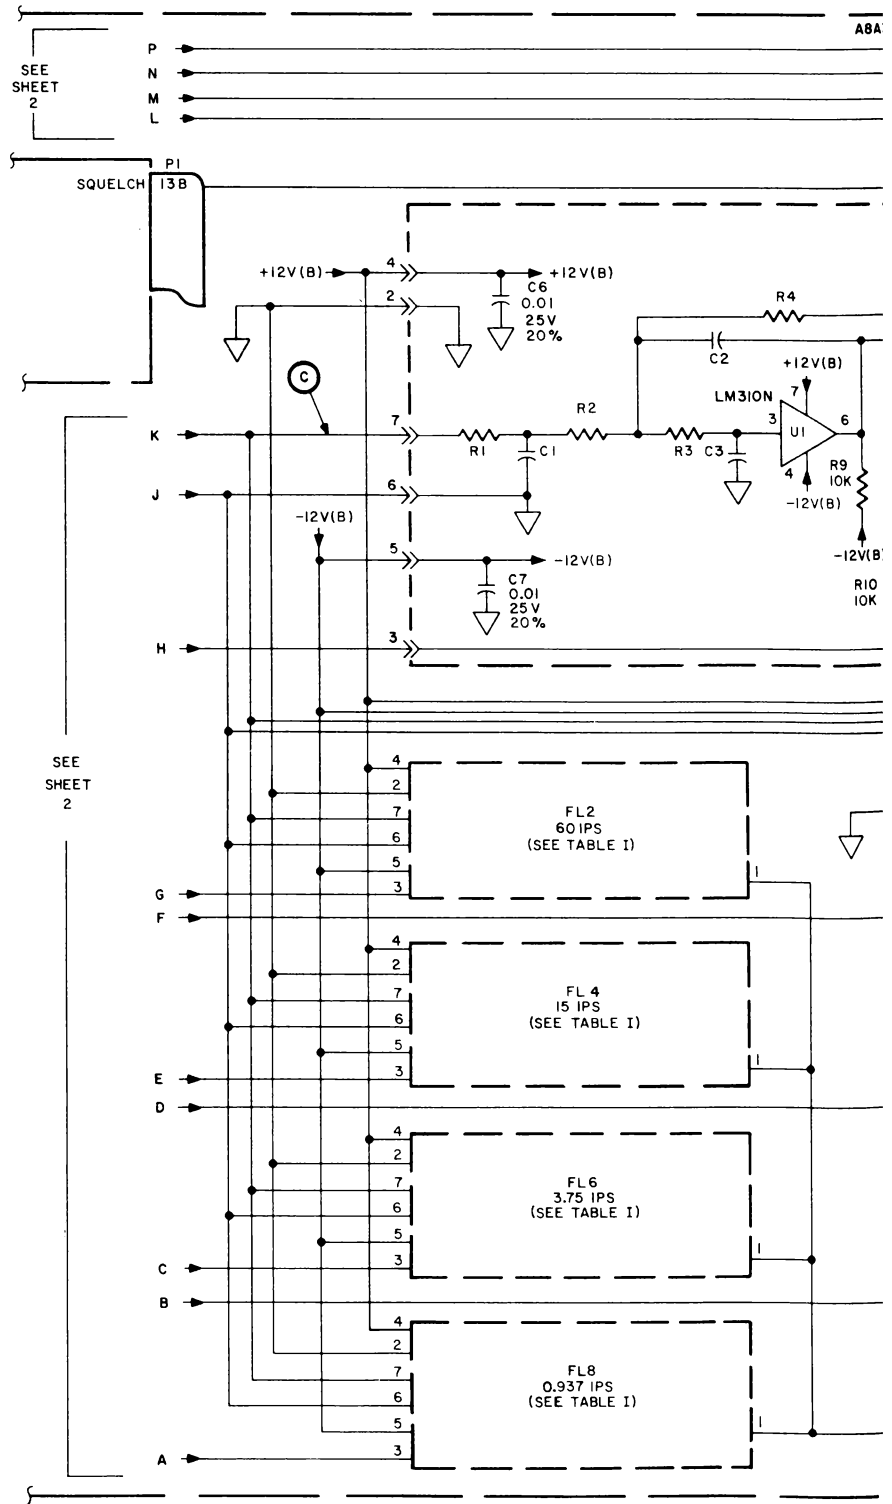 A8A
P
N
M
L
SEE
SHEET
2
P1
SQUELCH
13B
+12V(B)
4
+12V(B)
C6
0.01
25V
20%
2
R4
C2
+12V(B)
C
LM310N
7
K
7
R1
C1
R2
R3
C3
3
U1
6
4
-12V(B)
R9
10K
-12V(B)
R10
10K
J
6
-12V(B)
5
-12V(B)
C7
0.01
25V
20%
H
3
SEE
SHEET
2
4
2
7
6
5
3
FL2
60 IPS
(SEE TABLE I)
1
G
F
4
2
7
6
5
3
FL4
15 IPS
(SEE TABLE I)
1
E
D
4
2
7
6
5
3
FL6
3.75 IPS
(SEE TABLE I)
1
C
B
4
2
7
6
5
3
FL8
0.937 IPS
(SEE TABLE I)
1
A